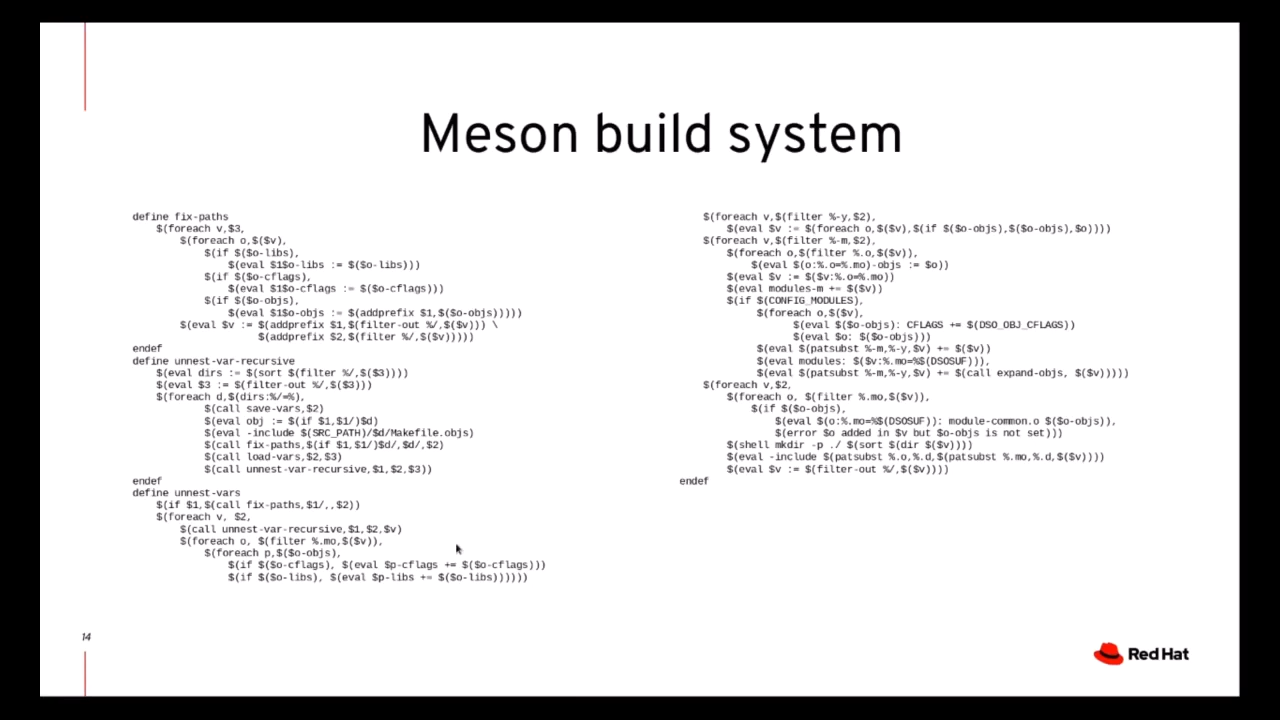 Meson build system
define fix-paths
$(foreach v,$3,
$(foreach o,$($v),
$(if $($o-libs),
$(eval $1$o-libs := $($o-libs)))
$(if $($o-cflags),
$(eval $1$o-cflags := $($o-cflags)))
$(if $($o-objs),
$(eval $1$o-objs := $(addprefix $1,$($o-objs)))))
$(eval $v := $(addprefix $1,$(filter-out %/,$($v))) \
$(addprefix $2,$(filter %/,$($v)))))
endef
define unnest-var-recursive
$(eval dirs := $(sort $(filter %/,$($3))))
$(eval $3 := $(filter-out %/,$($3)))
$(foreach d,$(dirs:%/=%),
$(call save-vars,$2)
$(eval obj := $(if $1,$1/)$d)
$(eval -include $(SRC_PATH)/$d/Makefile.objs)
$(call fix-paths,$(if $1,$1/)$d/,$d/,$2)
$(call load-vars,$2,$3)
$(call unnest-var-recursive,$1,$2,$3))
endef
define unnest-vars
$(if $1,$(call fix-paths,$1/,,$2))
$(foreach v, $2,
$(call unnest-var-recursive,$1,$2,$v)
$(foreach o, $(filter %.mo,$($v)),
$(foreach p,$($o-objs),
$(if $($o-cflags), $(eval $p-cflags += $($o-cflags)))
$(if $($o-libs), $(eval $p-libs += $($o-libs))))))
$(foreach v,$(filter %-y,$2),
$(eval $v := $(foreach o,$($v),$(if $($o-objs),$($o-objs),$o))))
$(foreach v,$(filter %-m,$2),
$(foreach o,$(filter %.o,$($v)),
$(eval $(o:%.o=%.mo)-objs := $o))
$(eval $v := $($v:%.o=%.mo))
$(eval modules-m += $($v))
$(if $(CONFIG_MODULES),
$(foreach o,$($v),
$(eval $($o-objs): CFLAGS += $(DSO_OBJ_CFLAGS))
$(eval $o: $($o-objs)))
$(eval $(patsubst %-m,%-y,$v) += $($v))
$(eval modules: $($v:%.mo=%$(DSOSUF))),
$(eval $(patsubst %-m,%-y,$v) += $(call expand-objs, $($v)))))
$(foreach v,$2,
$(foreach o, $(filter %.mo,$($v)),
$(if $($o-objs),
$(eval $(o:%.mo=%$(DSOSUF)): module-common.o $($o-objs)),
$(error $o added in $v but $o-objs is not set)))
$(shell mkdir -p ./ $(sort $(dir $($v))))
$(eval -include $(patsubst %.o,%.d,$(patsubst %.mo,%.d,$($v))))
$(eval $v := $(filter-out %/,$($v))))
endef
14
Red Hat